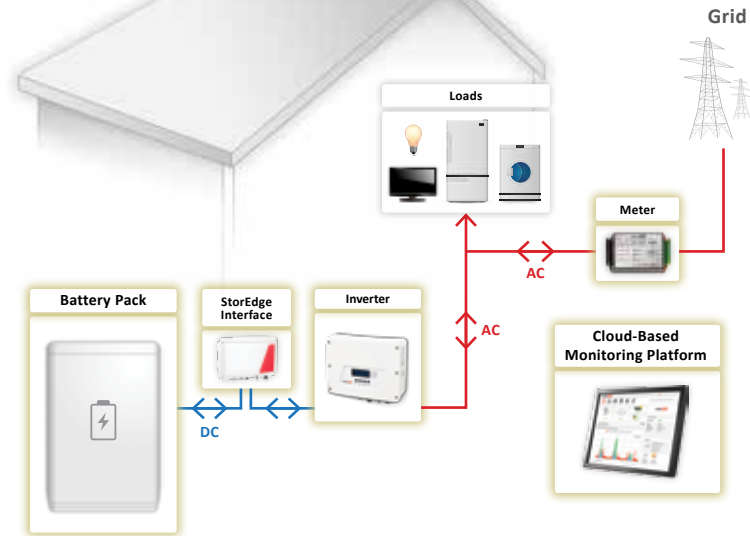 Grid
Loads
Meter
AC
Battery Pack
StorEdge
Interface
Inverter
AC
Cloud-Based
Monitoring Platform
DC